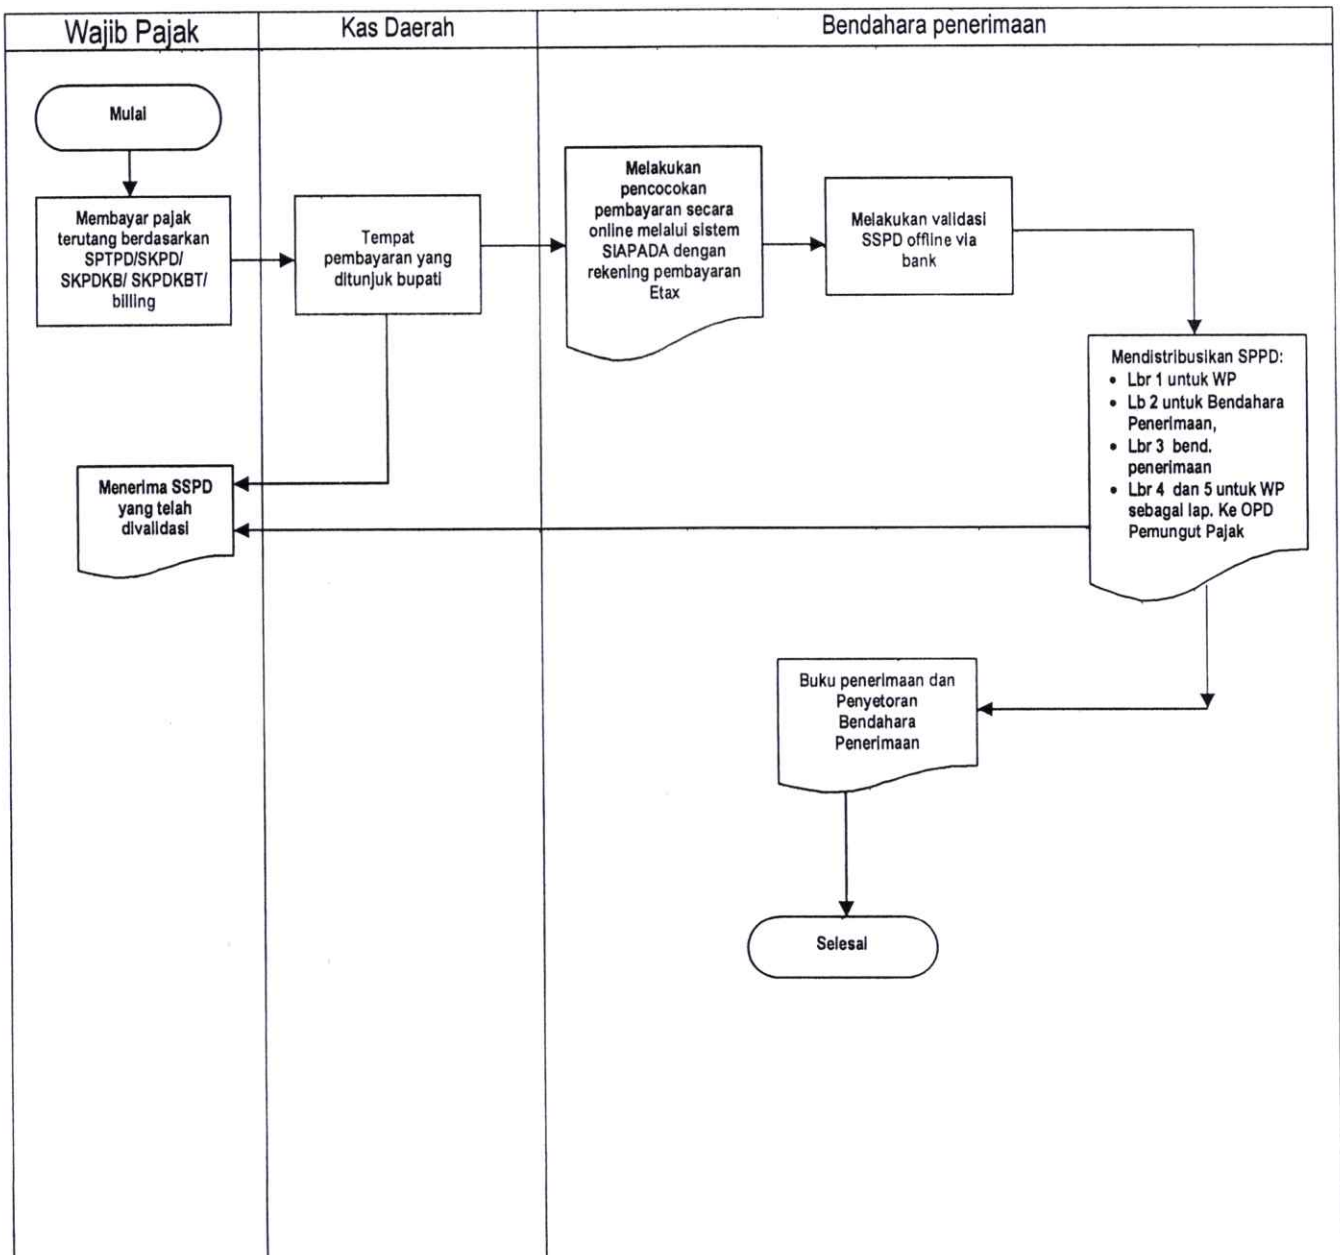 Wajib Pajak
Kas Daerah
Bendahara penerimaan
Mulai
Membayar pajak
terutang berdasarkan
SPTPD/SKPD/
SKPDKB/ SKPDKBT/
billing
Tempat
pembayaran yang
ditunjuk bupati
Melakukan
pencocokan
pembayaran secara
online melalui sistem
SIAPADA dengan
rekening pembayaran
Etax
Melakukan validasi
SSPD offline via
bank
Mendistribusikan SPPD:
• Lbr 1 untuk WP
• Lb 2 untuk Bendahara
Penerimaan,
• Lbr 3 bend.
penerimaan
• Lbr 4 dan 5 untuk WP
sebagai lap. Ke OPD
Pemungut Pajak
Menerima SSPD
yang telah
divalidasi
Buku penerimaan dan
Penyetoran
Bendahara
Penerimaan
Selesai